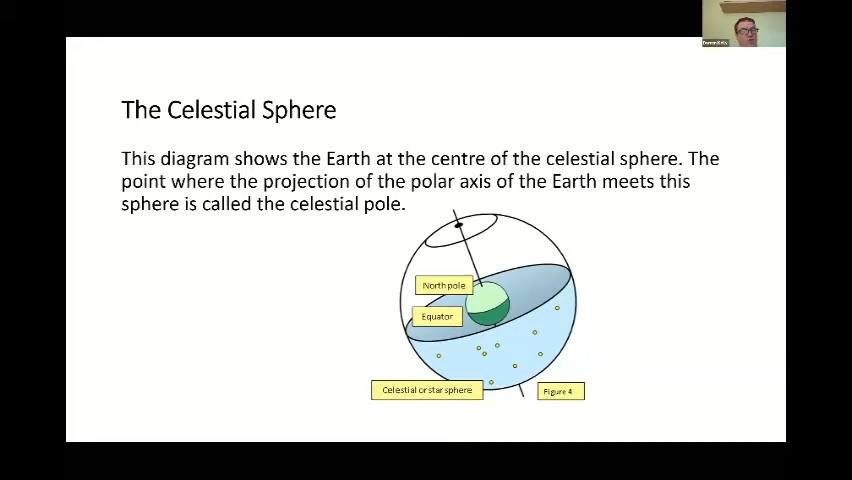 Darren Kelly
The Celestial Sphere
This diagram shows the Earth at the centre of the celestial sphere. The
point where the projection of the polar axis of the Earth meets this
sphere is called the celestial pole.
North pole
Equator
Celestial or star sphere
Figure 4